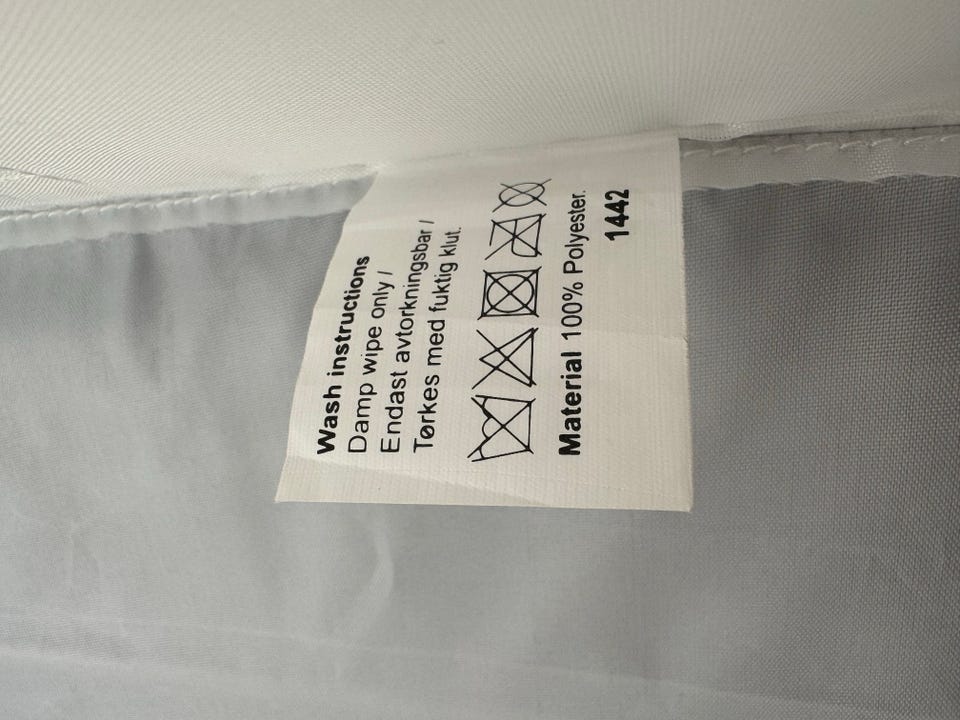 Wash instructions
Damp wipe only /
Endast avtorkningsbar /
Tørkes med fuktig klut.
Material 100% Polyester.
1442